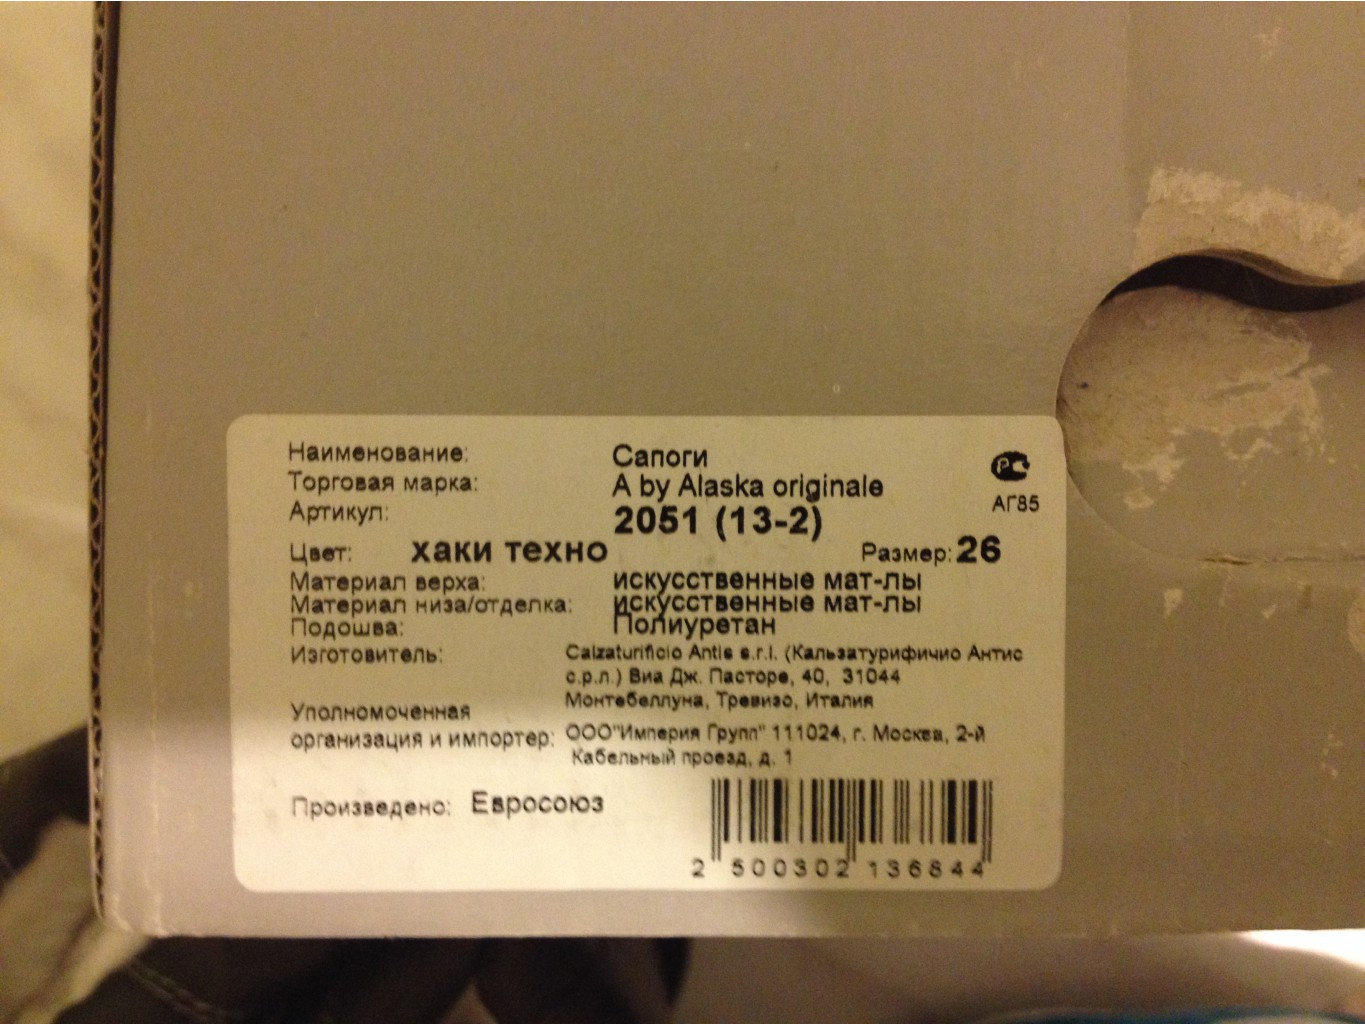 Наименование: Сапоги
Торговая марка: A by Alaska originale
Артикул: 2051 (13-2)
АГ85
Цвет: хаки техно Размер: 26
Материал верха: искусственные мат-лы
Материал низа/отделка: искусственные мат-лы
Подошва: Полиуретан
Изготовитель: Calzaturificio Antis s.r.l. (Кальзатурифичио Антис
с.р.л.) Виа Дж. Пасторе, 40, 31044
Монтебеллуна, Тревизо, Италия
Уполномоченная
организация и импортер: ООО"Империя Групп" 111024, г. Москва, 2-й
Кабельный проезд, д. 1
Произведено: Евросоюз
2 500302 136844